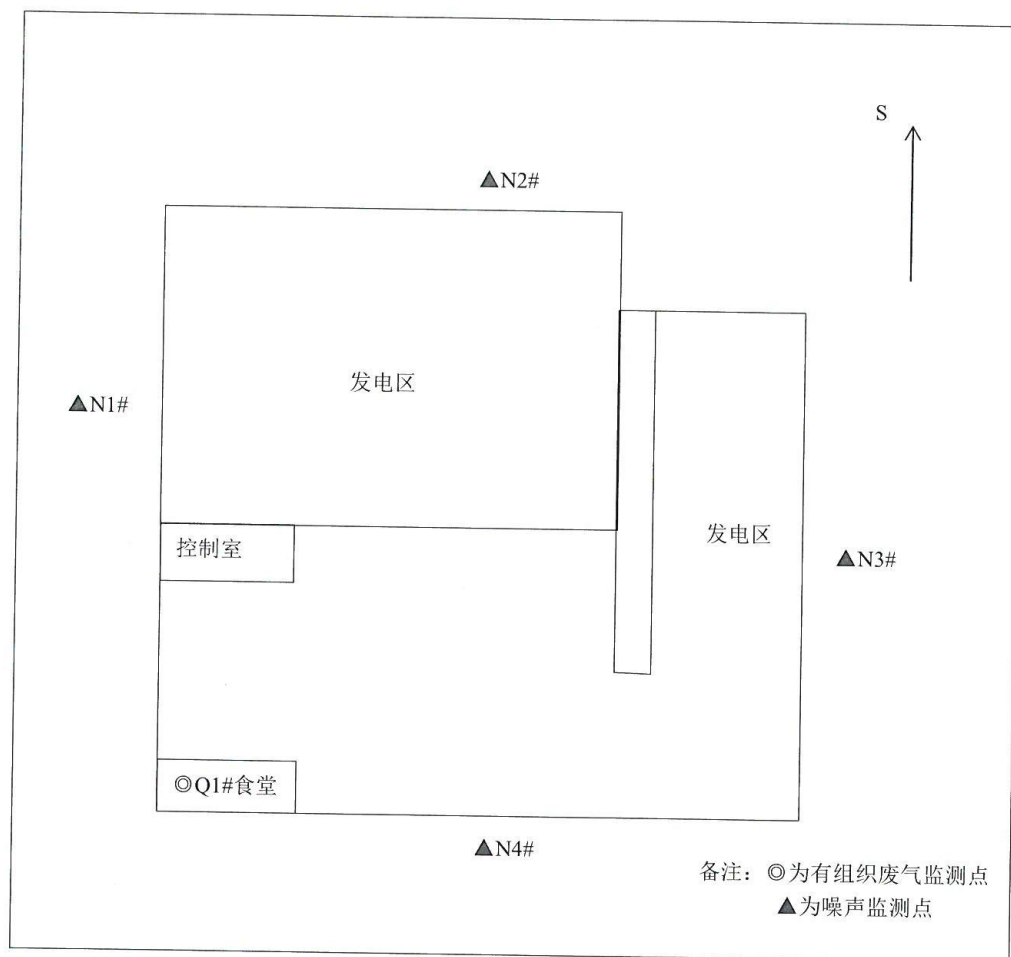 S
▲N2#
发电区
▲N1#
发电区
控制室
▲N3#
◎Q1#食堂
▲N4#
备注：◎为有组织废气监测点
▲为噪声监测点